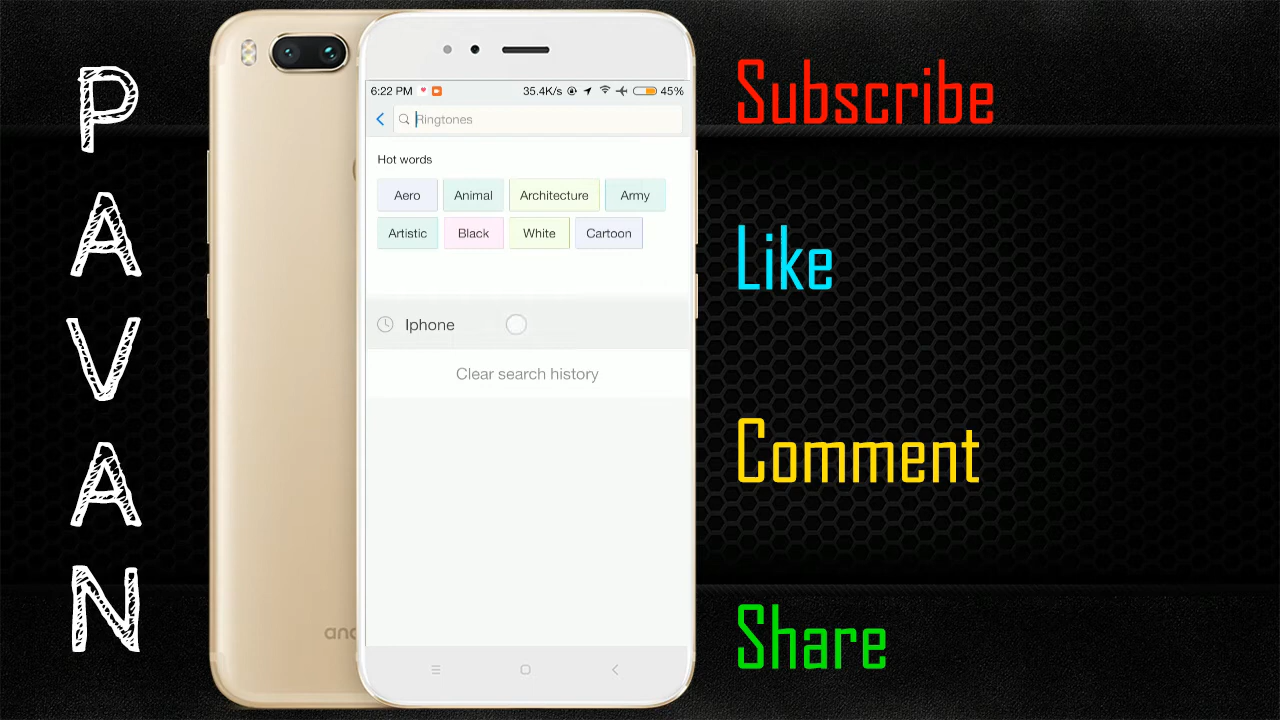 PAVAN
6:22 PM 35.4K/s 45%
Ringtones
Hot words
Aero Animal Architecture Army
Artistic Black White Cartoon
Iphone
Clear search history
Subscribe
Like
Comment
Share